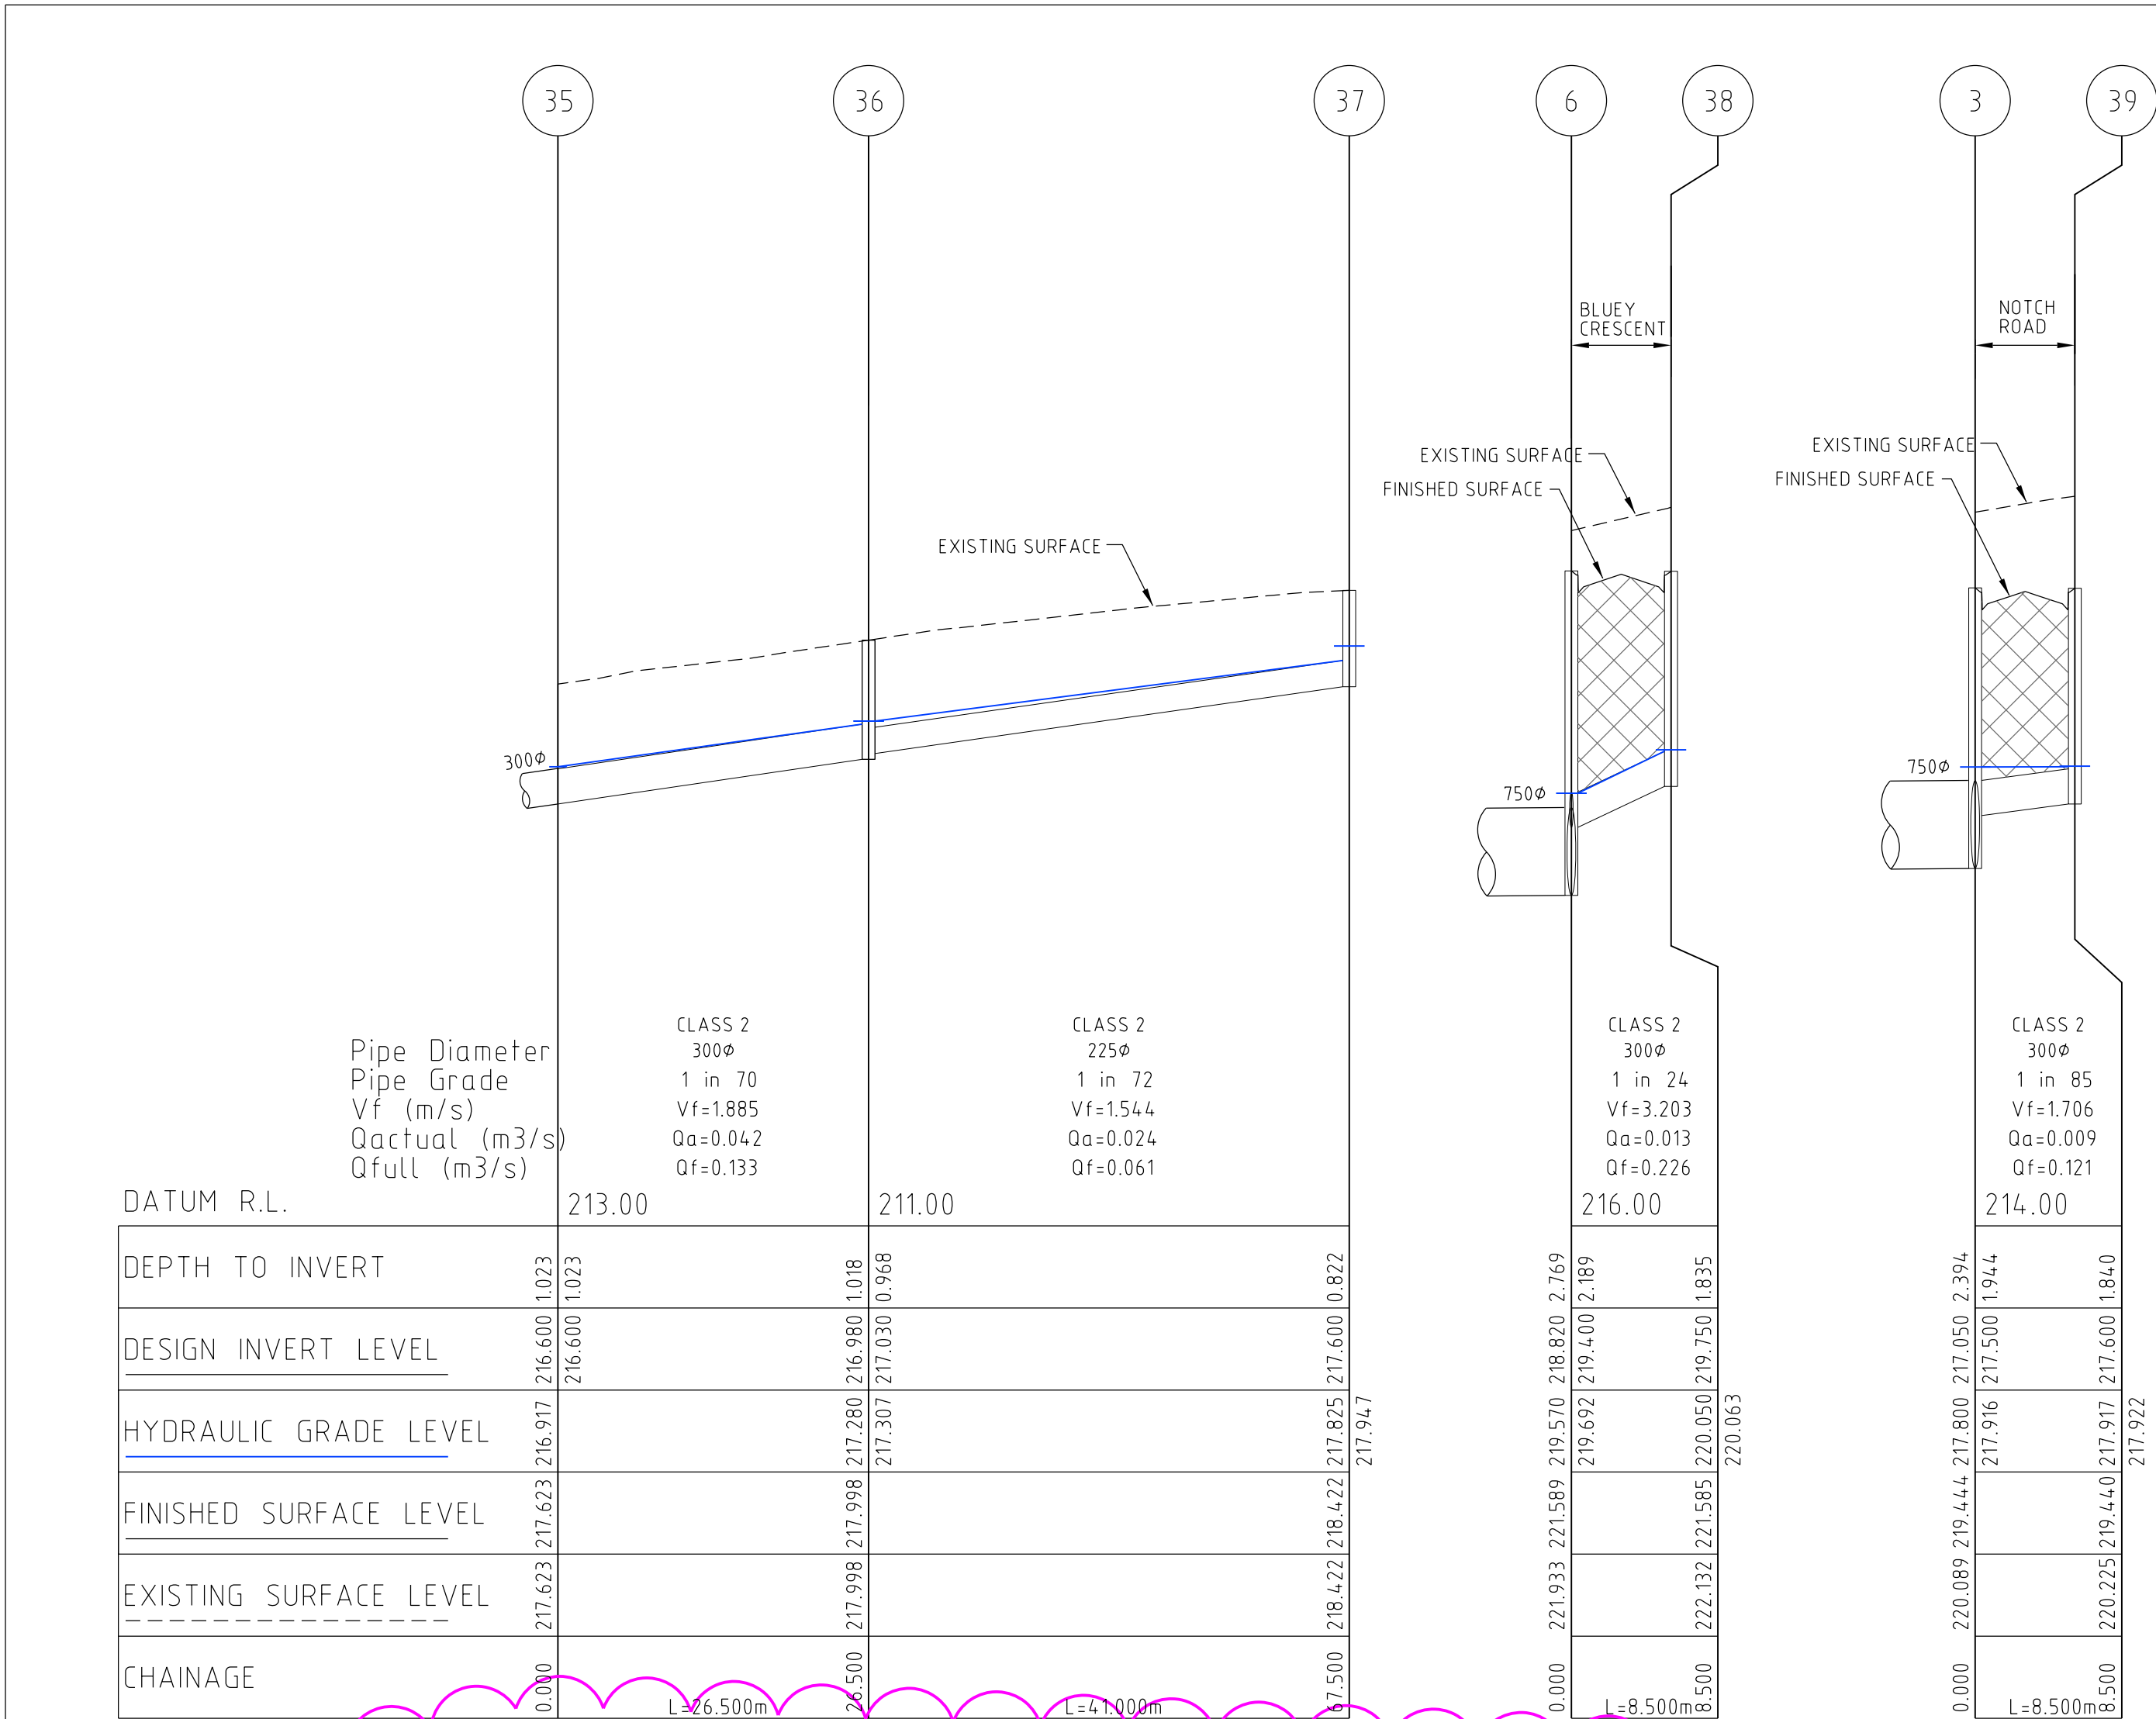 35
36
37
6
38
3
39
BLUEY
CRESCENT
NOTCH
ROAD
EXISTING SURFACE
FINISHED SURFACE
EXISTING SURFACE
FINISHED SURFACE
EXISTING SURFACE
300Ø
750Ø
750Ø
Pipe Diameter
Pipe Grade
Vf (m/s)
Qactual (m3/s)
Qfull (m3/s)
CLASS 2
300Ø
1 in 70
Vf=1.885
Qa=0.042
Qf=0.133
CLASS 2
225Ø
1 in 72
Vf=1.544
Qa=0.024
Qf=0.061
CLASS 2
300Ø
1 in 24
Vf=3.203
Qa=0.013
Qf=0.226
CLASS 2
300Ø
1 in 85
Vf=1.706
Qa=0.009
Qf=0.121
DATUM R.L. 213.00 211.00 216.00 214.00
DEPTH TO INVERT 1.023 1.023 1.018 0.968 0.822 2.769 2.189 1.835 2.394 1.944 1.840
DESIGN INVERT LEVEL 216.600 216.600 216.980 217.030 217.600 218.820 219.400 219.750 217.050 217.500 217.600
HYDRAULIC GRADE LEVEL 216.917 217.280 217.307 217.825 217.947 219.570 219.692 220.050 220.063 217.800 217.916 217.917 217.922
FINISHED SURFACE LEVEL 217.623 217.998 218.422 221.589 221.585 219.444 219.440
EXISTING SURFACE LEVEL 217.623 217.998 218.422 221.933 222.132 220.089 220.225
CHAINAGE 0.000 L=26.500m 26.500 L=41.000m 67.500 0.000 L=8.500m 8.500 0.000 L=8.500m 8.500